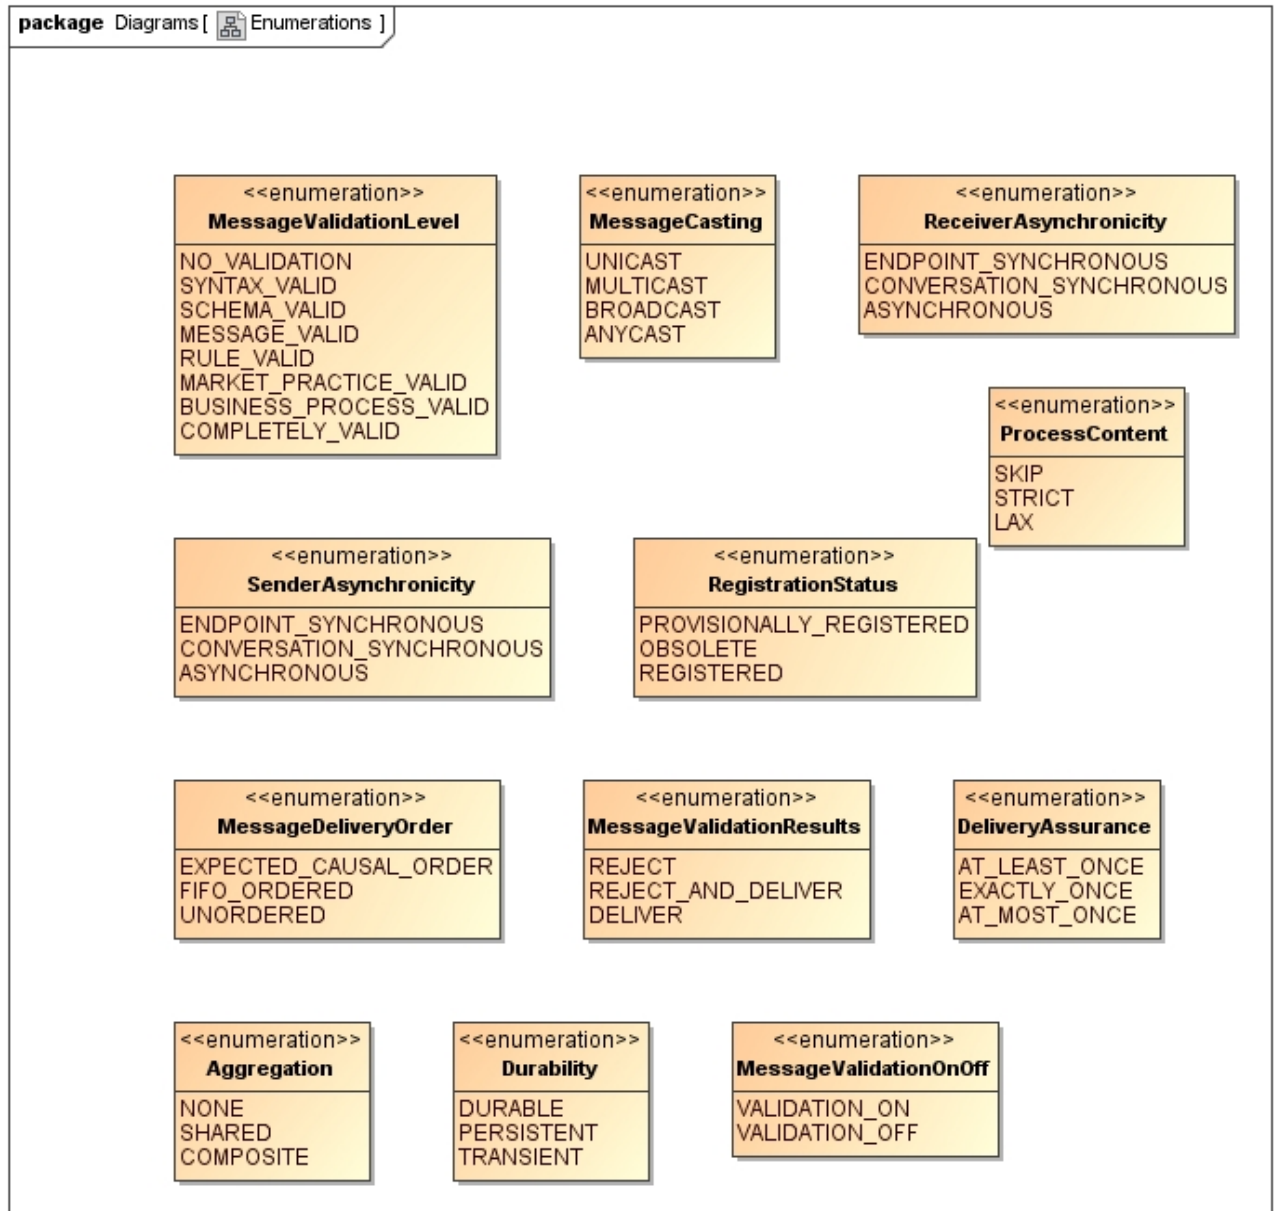 package Diagrams [ Enumerations ]
<<enumeration>>
MessageValidationLevel
NO_VALIDATION
SYNTAX_VALID
SCHEMA_VALID
MESSAGE_VALID
RULE_VALID
MARKET_PRACTICE_VALID
BUSINESS_PROCESS_VALID
COMPLETELY_VALID
<<enumeration>>
MessageCasting
UNICAST
MULTICAST
BROADCAST
ANYCAST
<<enumeration>>
ReceiverAsynchronicity
ENDPOINT_SYNCHRONOUS
CONVERSATION_SYNCHRONOUS
ASYNCHRONOUS
<<enumeration>>
ProcessContent
SKIP
STRICT
LAX
<<enumeration>>
SenderAsynchronicity
ENDPOINT_SYNCHRONOUS
CONVERSATION_SYNCHRONOUS
ASYNCHRONOUS
<<enumeration>>
RegistrationStatus
PROVISIONALLY_REGISTERED
OBSOLETE
REGISTERED
<<enumeration>>
MessageDeliveryOrder
EXPECTED_CAUSAL_ORDER
FIFO_ORDERED
UNORDERED
<<enumeration>>
MessageValidationResults
REJECT
REJECT_AND_DELIVER
DELIVER
<<enumeration>>
DeliveryAssurance
AT_LEAST_ONCE
EXACTLY_ONCE
AT_MOST_ONCE
<<enumeration>>
Aggregation
NONE
SHARED
COMPOSITE
<<enumeration>>
Durability
DURABLE
PERSISTENT
TRANSIENT
<<enumeration>>
MessageValidationOnOff
VALIDATION_ON
VALIDATION_OFF